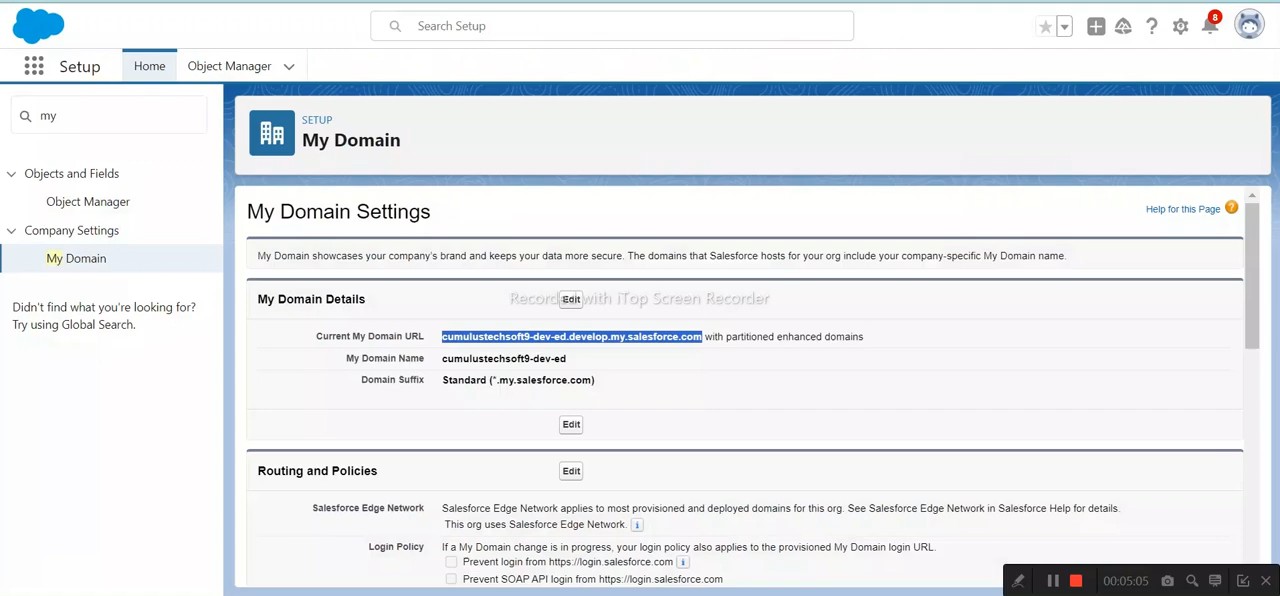 Search Setup
8
Setup
Home
Object Manager
my
Objects and Fields
Object Manager
Company Settings
My Domain
Didn't find what you're looking for?
Try using Global Search.
SETUP
My Domain
My Domain Settings
Help for this Page ?
My Domain showcases your company's brand and keeps your data more secure. The domains that Salesforce hosts for your org include your company-specific My Domain name.
My Domain Details
Edit
Recorded with iTop Screen Recorder
Current My Domain URL cumulustechsoft9-dev-ed.develop.my.salesforce.com with partitioned enhanced domains
My Domain Name cumulustechsoft9-dev-ed
Domain Suffix Standard (*.my.salesforce.com)
Edit
Routing and Policies Edit
Salesforce Edge Network Salesforce Edge Network applies to most provisioned and deployed domains for this org. See Salesforce Edge Network in Salesforce Help for details.
This org uses Salesforce Edge Network. i
Login Policy If a My Domain change is in progress, your login policy also applies to the provisioned My Domain login URL.
Prevent login from https://login.salesforce.com i
Prevent SOAP API login from https://login.salesforce.com
00:05:05